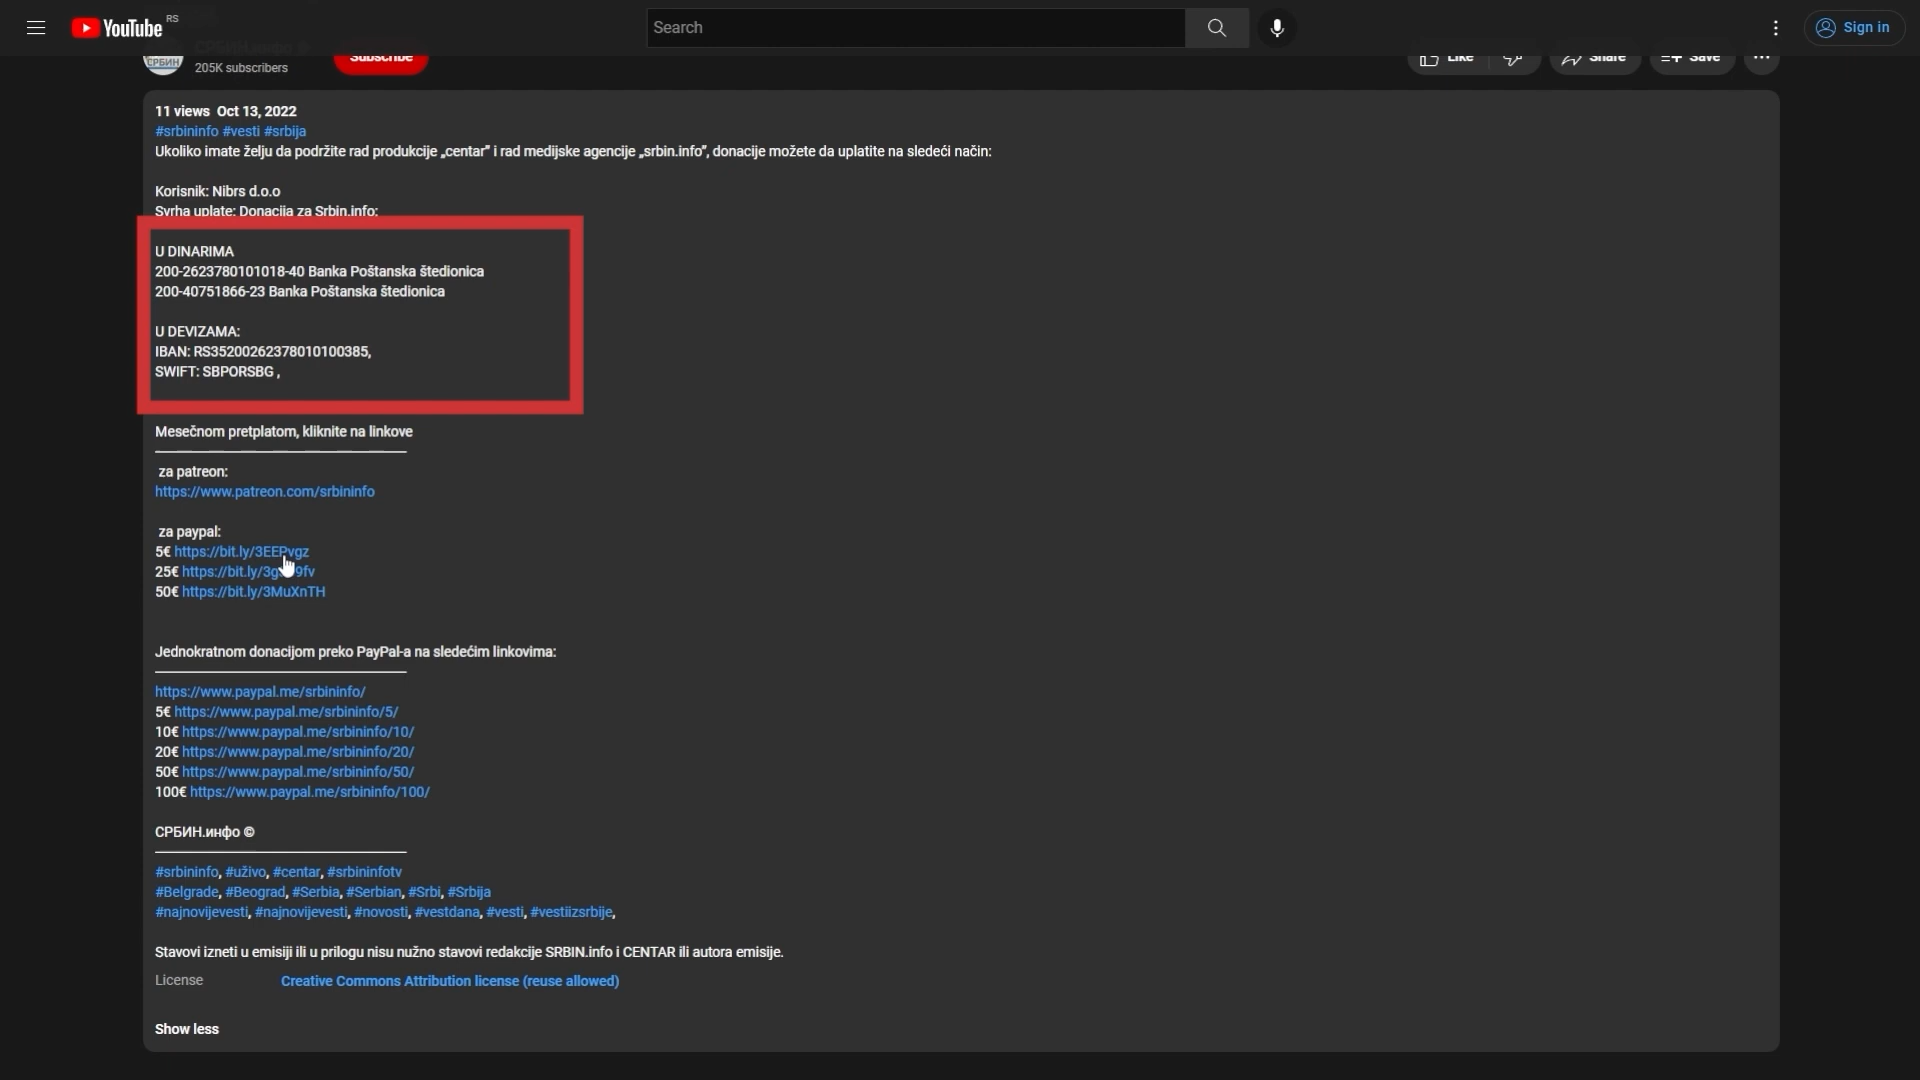 YouTube RS
Search
Sign in
СРБИН
205K subscribers
Subscribe
Like
Share
Save
11 views Oct 13, 2022
#srbininfo #vesti #srbija
Ukoliko imate želju da podržite rad produkcije „centar” i rad medijske agencije „srbin.info”, donacije možete da uplatite na sledeći način:
Korisnik: Nibrs d.o.o
Svrha uplate: Donacija za Srbin.info:
U DINARIMA
200-2623780101018-40 Banka Poštanska štedionica
200-40751866-23 Banka Poštanska štedionica
U DEVIZAMA:
IBAN: RS35200262378010100385,
SWIFT: SBPORSBG ,
Mesečnom pretplatom, kliknite na linkove
za patreon:
https://www.patreon.com/srbininfo
za paypal:
5€ https://bit.ly/3EEPvgz
25€
50€ https://bit.ly/3MuXnTH
Jednokratnom donacijom preko PayPal-a na sledećim linkovima:
https://www.paypal.me/srbininfo/
5€ https://www.paypal.me/srbininfo/5/
10€ https://www.paypal.me/srbininfo/10/
20€ https://www.paypal.me/srbininfo/20/
50€ https://www.paypal.me/srbininfo/50/
100€ https://www.paypal.me/srbininfo/100/
СРБИН.инфо ©
#srbininfo, #uživo, #centar, #srbininfotv
#Belgrade, #Beograd, #Serbia, #Serbian, #Srbi, #Srbija
#najnovijevesti, #najnovijevesti, #novosti, #vestdana, #vesti, #vestiizsrbije,
Stavovi izneti u emisiji ili u prilogu nisu nužno stavovi redakcije SRBIN.info i CENTAR ili autora emisije.
License Creative Commons Attribution license (reuse allowed)
Show less